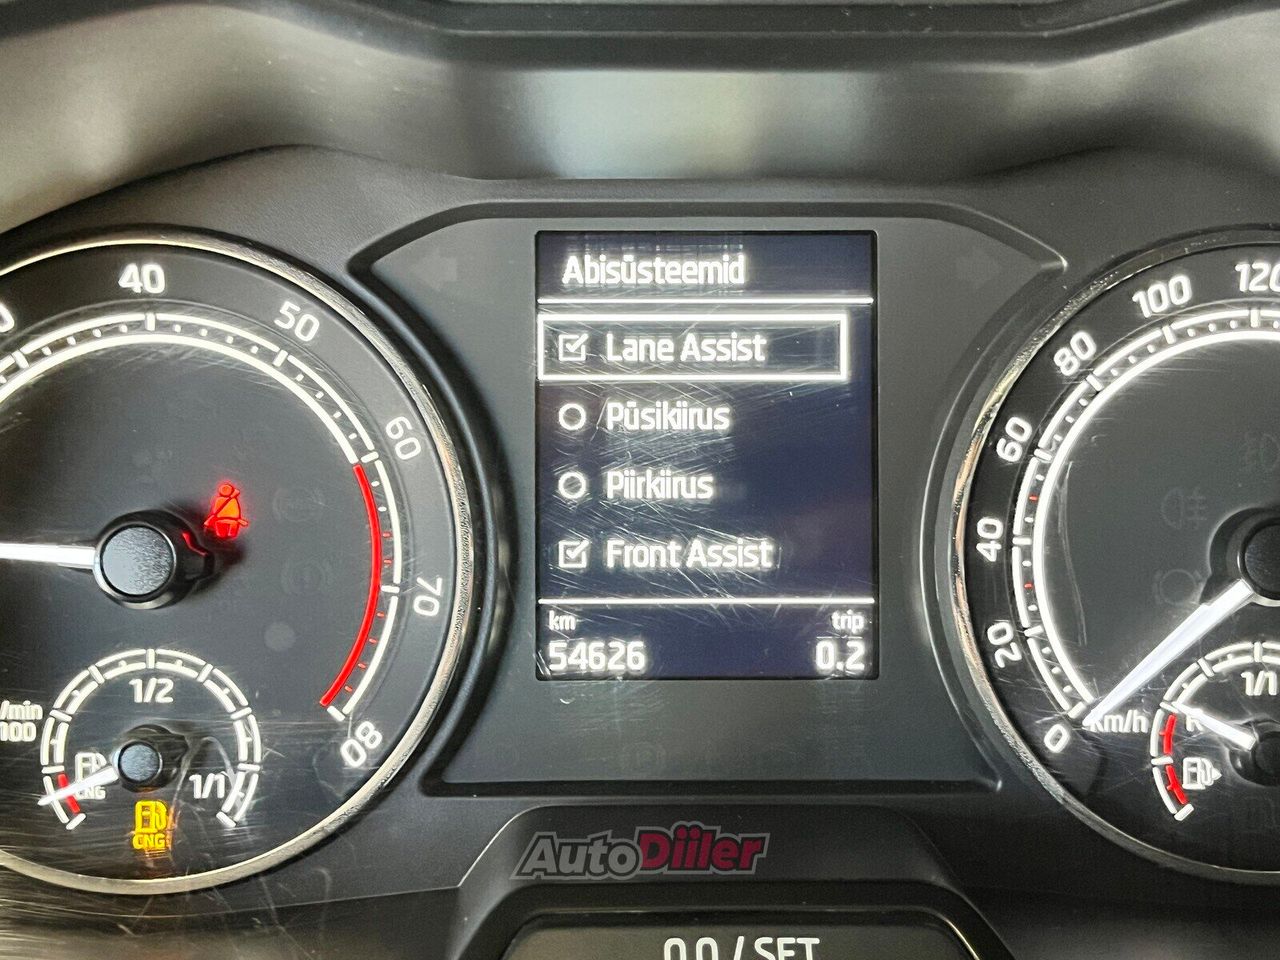 40
50
60
70
80
/min
100
1/2
1/1
CNG
CNG
Abisüsteemid
Lane Assist
Püsikiirus
Piirkiirus
Front Assist
km
trip
54626
0.2
120
100
80
60
40
20
0
km/h
R
1/1
AutoDiiler
0.0 / SET